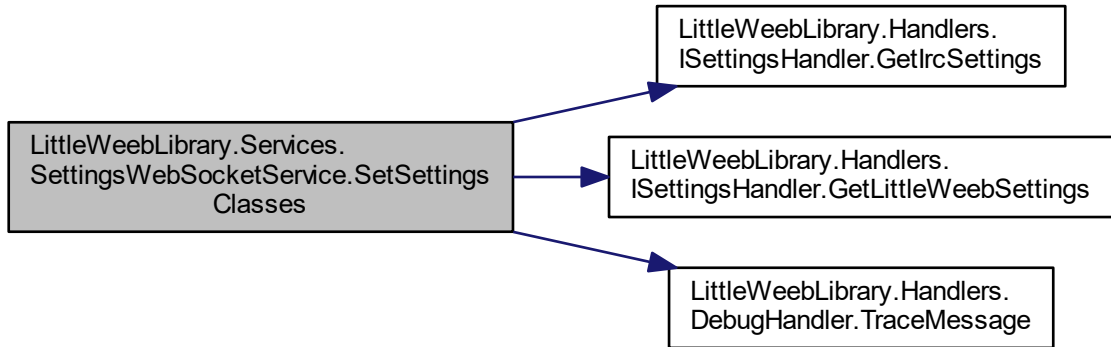 LittleWeebLibrary.Handlers.
ISettingsHandler.GetIrcSettings
LittleWeebLibrary.Services.
SettingsWebSocketService.SetSettings
Classes
LittleWeebLibrary.Handlers.
ISettingsHandler.GetLittleWeebSettings
LittleWeebLibrary.Handlers.
DebugHandler.TraceMessage